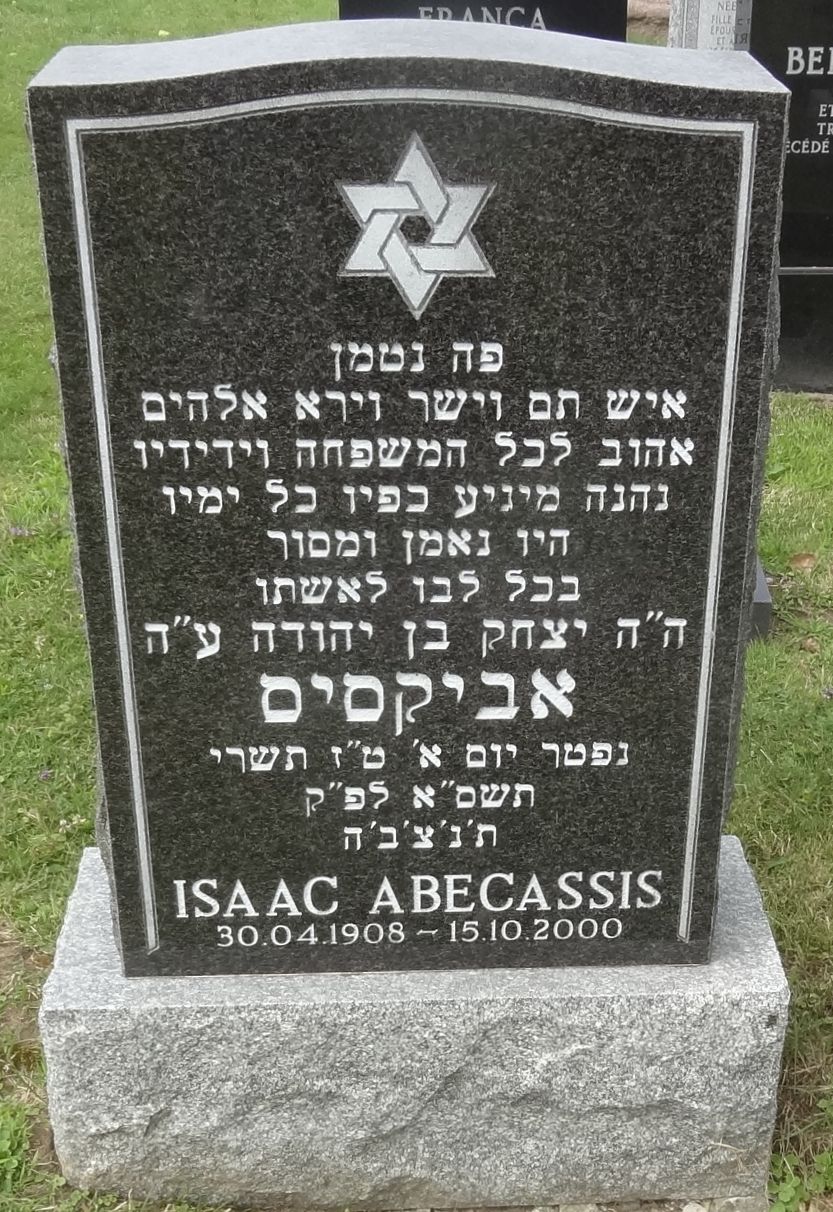 FRANCA
פה נטמן
איש תם וישר וירא אלהים
אהוב לכל המשפחה וידידיו
נהנה מיגיע כפיו כל ימיו
היו נאמן ומסור
בכל לבו לאשתו
ה״ה יצחק בן יהודה ע״ה
אביקסיס
נפטר יום א׳ ט״ז תשרי
תשס״א לפ״ק
ת׳נ׳צ׳ב׳ה
ISAAC ABECASSIS
30.04.1908 ~ 15.10.2000